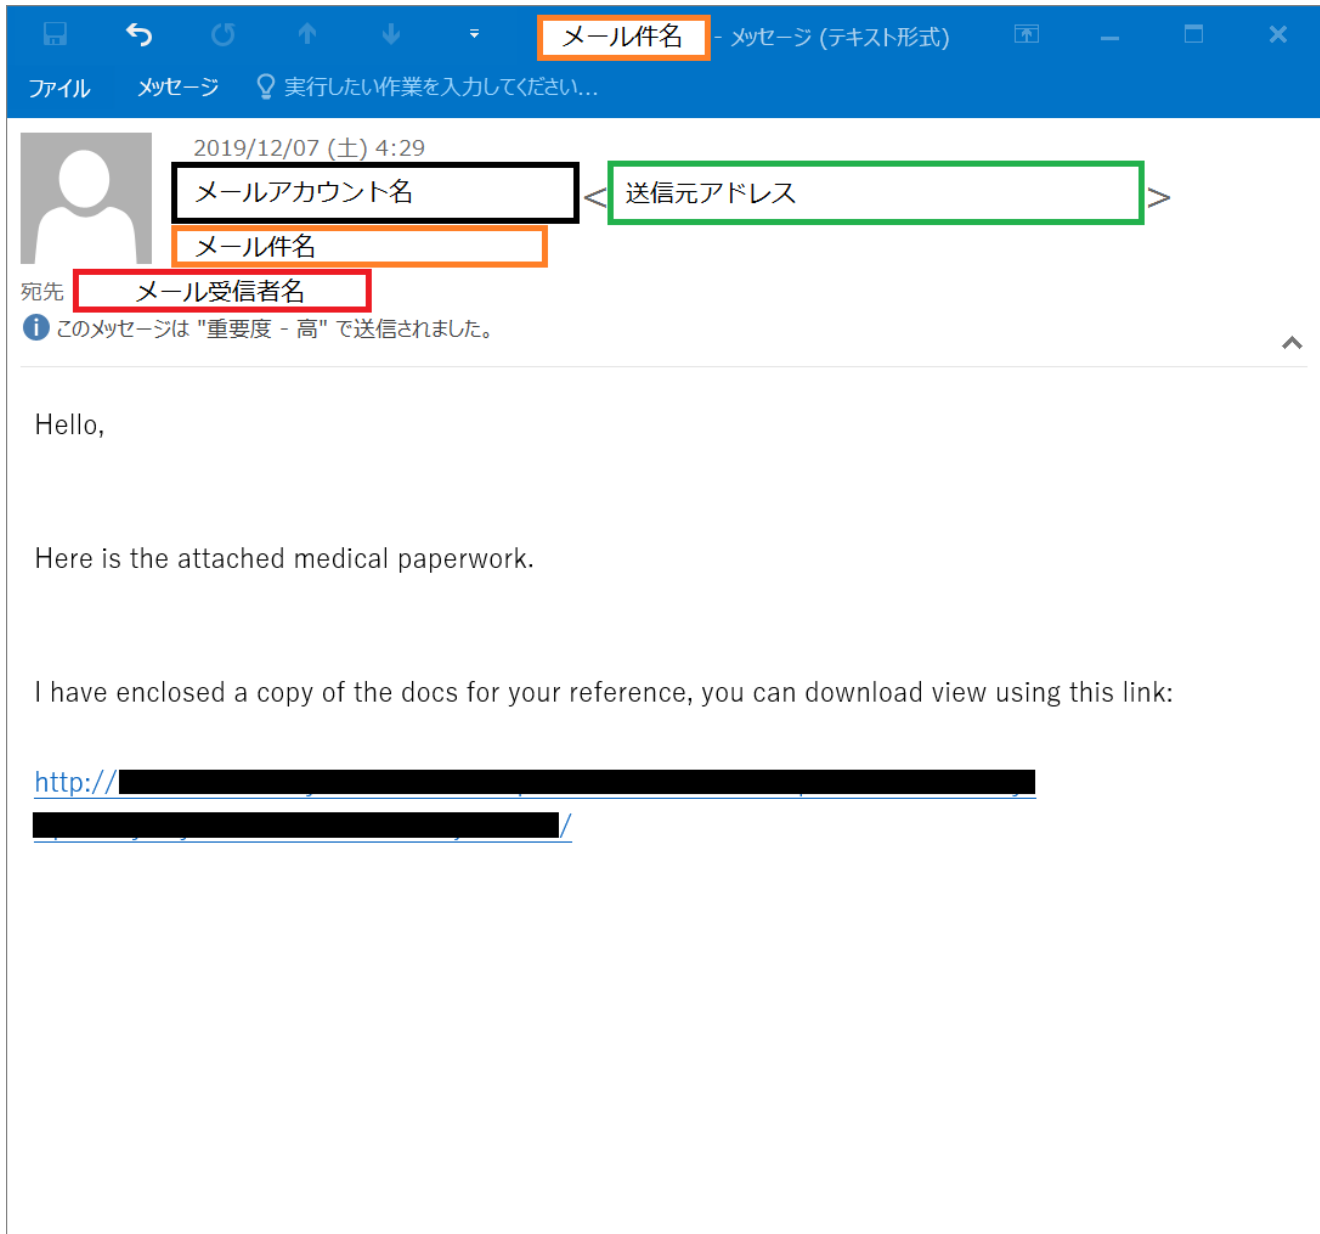 メール件名 - メッセージ (テキスト形式)
ファイル メッセージ 実行したい作業を入力してください...
2019/12/07 (土) 4:29
メールアカウント名 < 送信元アドレス >
メール件名
宛先 メール受信者名
このメッセージは "重要度 - 高" で送信されました。
Hello,
Here is the attached medical paperwork.
I have enclosed a copy of the docs for your reference, you can download view using this link:
http://
/